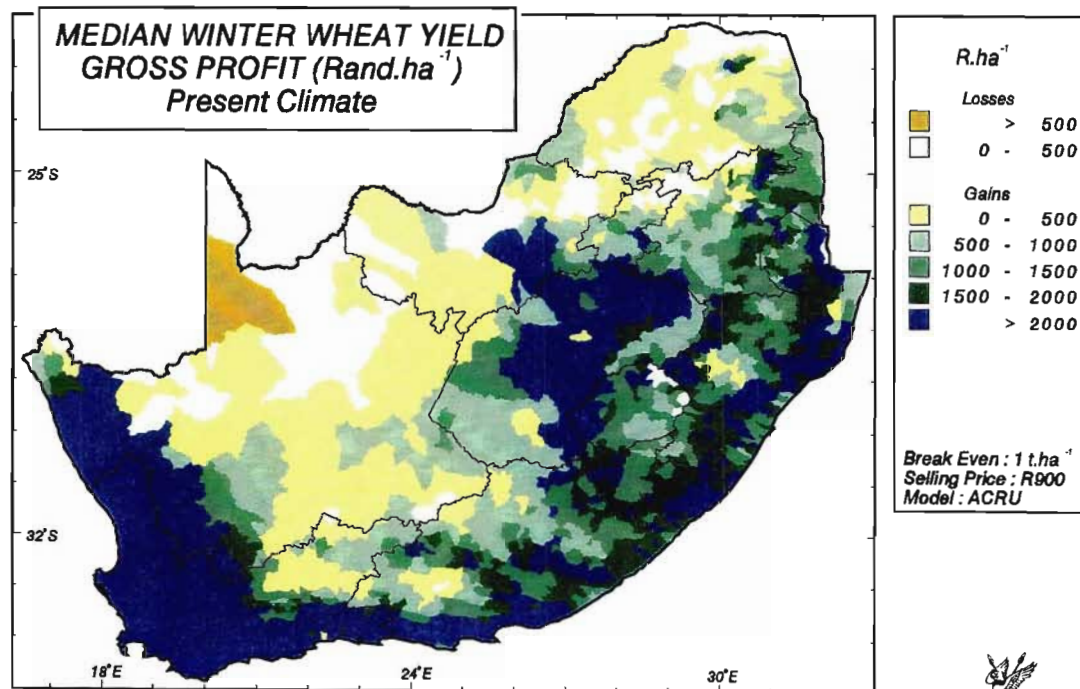 MEDIAN WINTER WHEAT YIELD
GROSS PROFIT (Rand.ha⁻¹)
Present Climate
R.ha⁻¹
Losses
> 500
0 - 500
Gains
0 - 500
500 - 1000
1000 - 1500
1500 - 2000
> 2000
Break Even : 1 t.ha⁻¹
Selling Price : R900
Model : ACRU
25°S
32°S
18°E
24°E
30°E